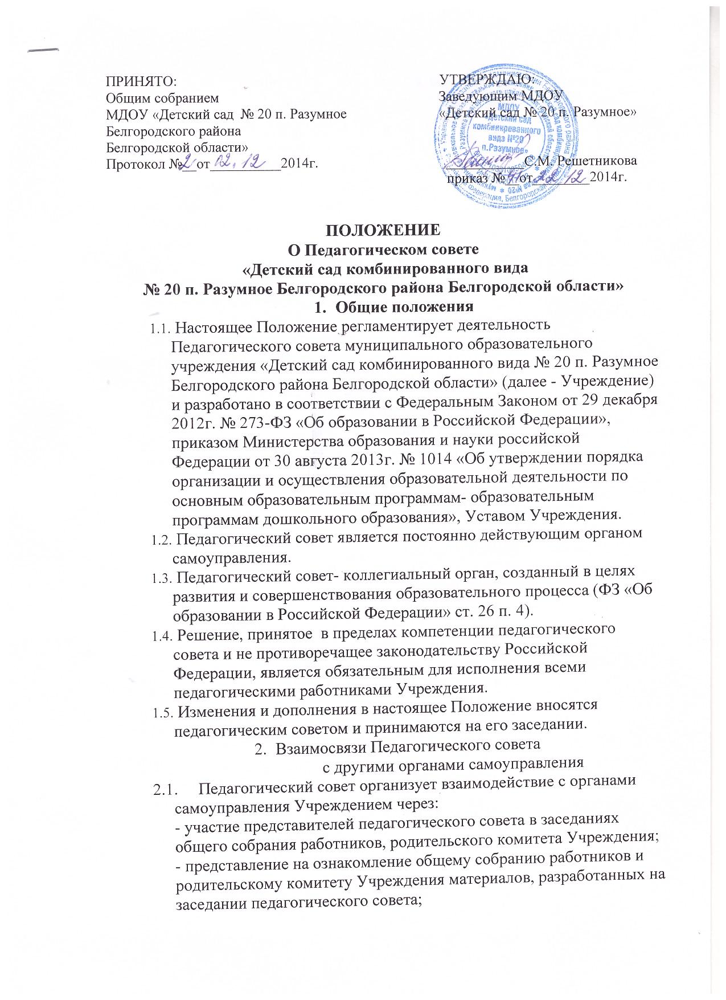 ПРИНЯТО:
Общим собранием
МДОУ «Детский сад № 20 п. Разумное
Белгородского района
Белгородской области»
Протокол № 2 от 02.12 2014г.
УТВЕРЖДАЮ:
Заведующим МДОУ
«Детский сад № 20 п. Разумное»
С.М. Решетникова
приказ № от 22 12 2014г.
МДОУ
«Детский сад
комбинированного
вида №20
п.Разумное»
ПОЛОЖЕНИЕ
О Педагогическом совете
«Детский сад комбинированного вида
№ 20 п. Разумное Белгородского района Белгородской области»
1. Общие положения
1.1. Настоящее Положение регламентирует деятельность
Педагогического совета муниципального образовательного
учреждения «Детский сад комбинированного вида № 20 п. Разумное
Белгородского района Белгородской области» (далее - Учреждение)
и разработано в соответствии с Федеральным Законом от 29 декабря
2012г. № 273-ФЗ «Об образовании в Российской Федерации»,
приказом Министерства образования и науки российской
Федерации от 30 августа 2013г. № 1014 «Об утверждении порядка
организации и осуществления образовательной деятельности по
основным образовательным программам- образовательным
программам дошкольного образования», Уставом Учреждения.
1.2. Педагогический совет является постоянно действующим органом
самоуправления.
1.3. Педагогический совет- коллегиальный орган, созданный в целях
развития и совершенствования образовательного процесса (ФЗ «Об
образовании в Российской Федерации» ст. 26 п. 4).
1.4. Решение, принятое в пределах компетенции педагогического
совета и не противоречащее законодательству Российской
Федерации, является обязательным для исполнения всеми
педагогическими работниками Учреждения.
1.5. Изменения и дополнения в настоящее Положение вносятся
педагогическим советом и принимаются на его заседании.
2. Взаимосвязи Педагогического совета
с другими органами самоуправления
2.1. Педагогический совет организует взаимодействие с органами
самоуправления Учреждением через:
- участие представителей педагогического совета в заседаниях
общего собрания работников, родительского комитета Учреждения;
- представление на ознакомление общему собранию работников и
родительскому комитету Учреждения материалов, разработанных на
заседании педагогического совета;